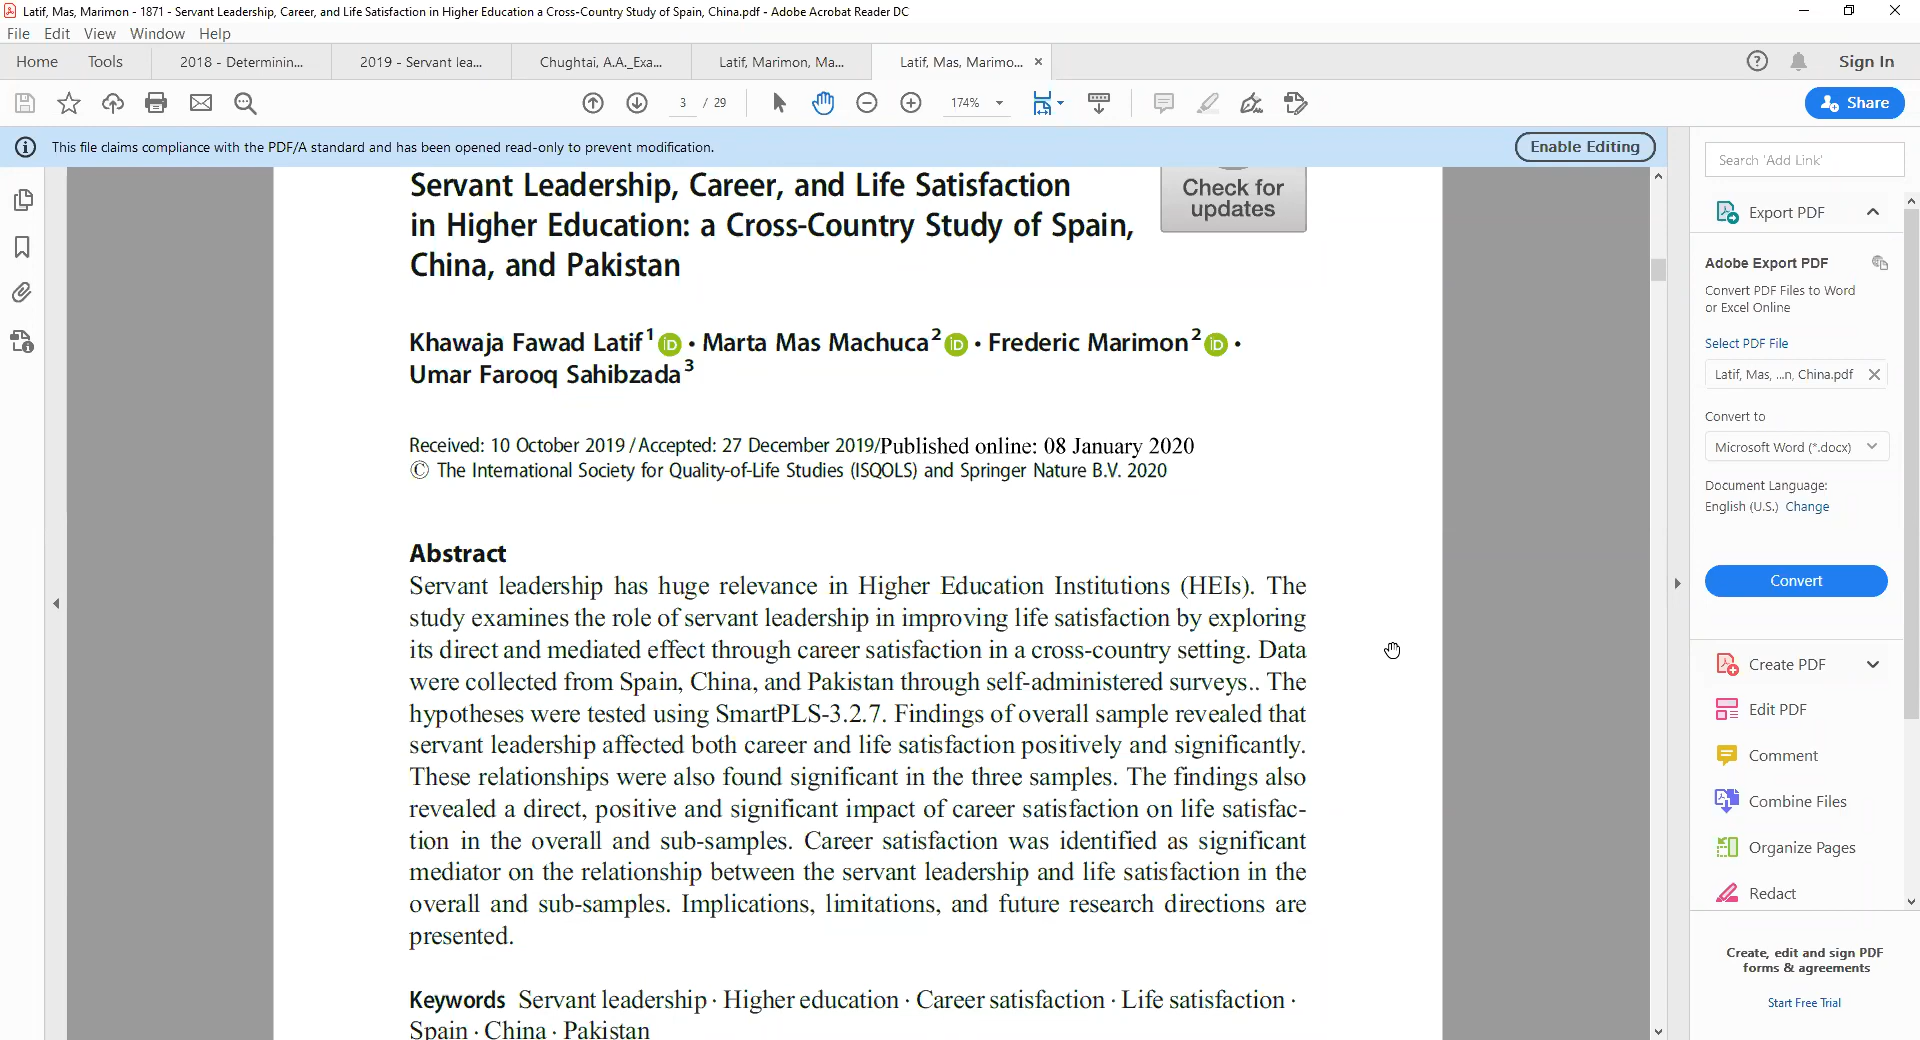 Latif, Mas, Marimon - 1871 - Servant Leadership, Career, and Life Satisfaction in Higher Education a Cross-Country Study of Spain, China.pdf - Adobe Acrobat Reader DC
File Edit View Window Help
Home Tools 2018 - Determinin... 2019 - Servant lea... Chughtai, A.A._Exa... Latif, Marimon, Ma... Latif, Mas, Marimo... ×
Sign In
3 / 29
174%
Share
This file claims compliance with the PDF/A standard and has been opened read-only to prevent modification.
Enable Editing
Servant Leadership, Career, and Life Satisfaction
in Higher Education: a Cross-Country Study of Spain,
China, and Pakistan
Check for
updates
Khawaja Fawad Latif1 iD · Marta Mas Machuca2 iD · Frederic Marimon2 iD ·
Umar Farooq Sahibzada3
Received: 10 October 2019 / Accepted: 27 December 2019/Published online: 08 January 2020
© The International Society for Quality-of-Life Studies (ISQOLS) and Springer Nature B.V. 2020
Abstract
Servant leadership has huge relevance in Higher Education Institutions (HEIs). The
study examines the role of servant leadership in improving life satisfaction by exploring
its direct and mediated effect through career satisfaction in a cross-country setting. Data
were collected from Spain, China, and Pakistan through self-administered surveys.. The
hypotheses were tested using SmartPLS-3.2.7. Findings of overall sample revealed that
servant leadership affected both career and life satisfaction positively and significantly.
These relationships were also found significant in the three samples. The findings also
revealed a direct, positive and significant impact of career satisfaction on life satisfac-
tion in the overall and sub-samples. Career satisfaction was identified as significant
mediator on the relationship between the servant leadership and life satisfaction in the
overall and sub-samples. Implications, limitations, and future research directions are
presented.
Keywords Servant leadership · Higher education · Career satisfaction · Life satisfaction ·
Spain · China · Pakistan
Search 'Add Link'
Export PDF
Adobe Export PDF
Convert PDF Files to Word
or Excel Online
Select PDF File
Latif, Mas, ...n, China.pdf
Convert to
Microsoft Word (*.docx)
Document Language:
English (U.S.) Change
Convert
Create PDF
Edit PDF
Comment
Combine Files
Organize Pages
Redact
Create, edit and sign PDF
forms & agreements
Start Free Trial